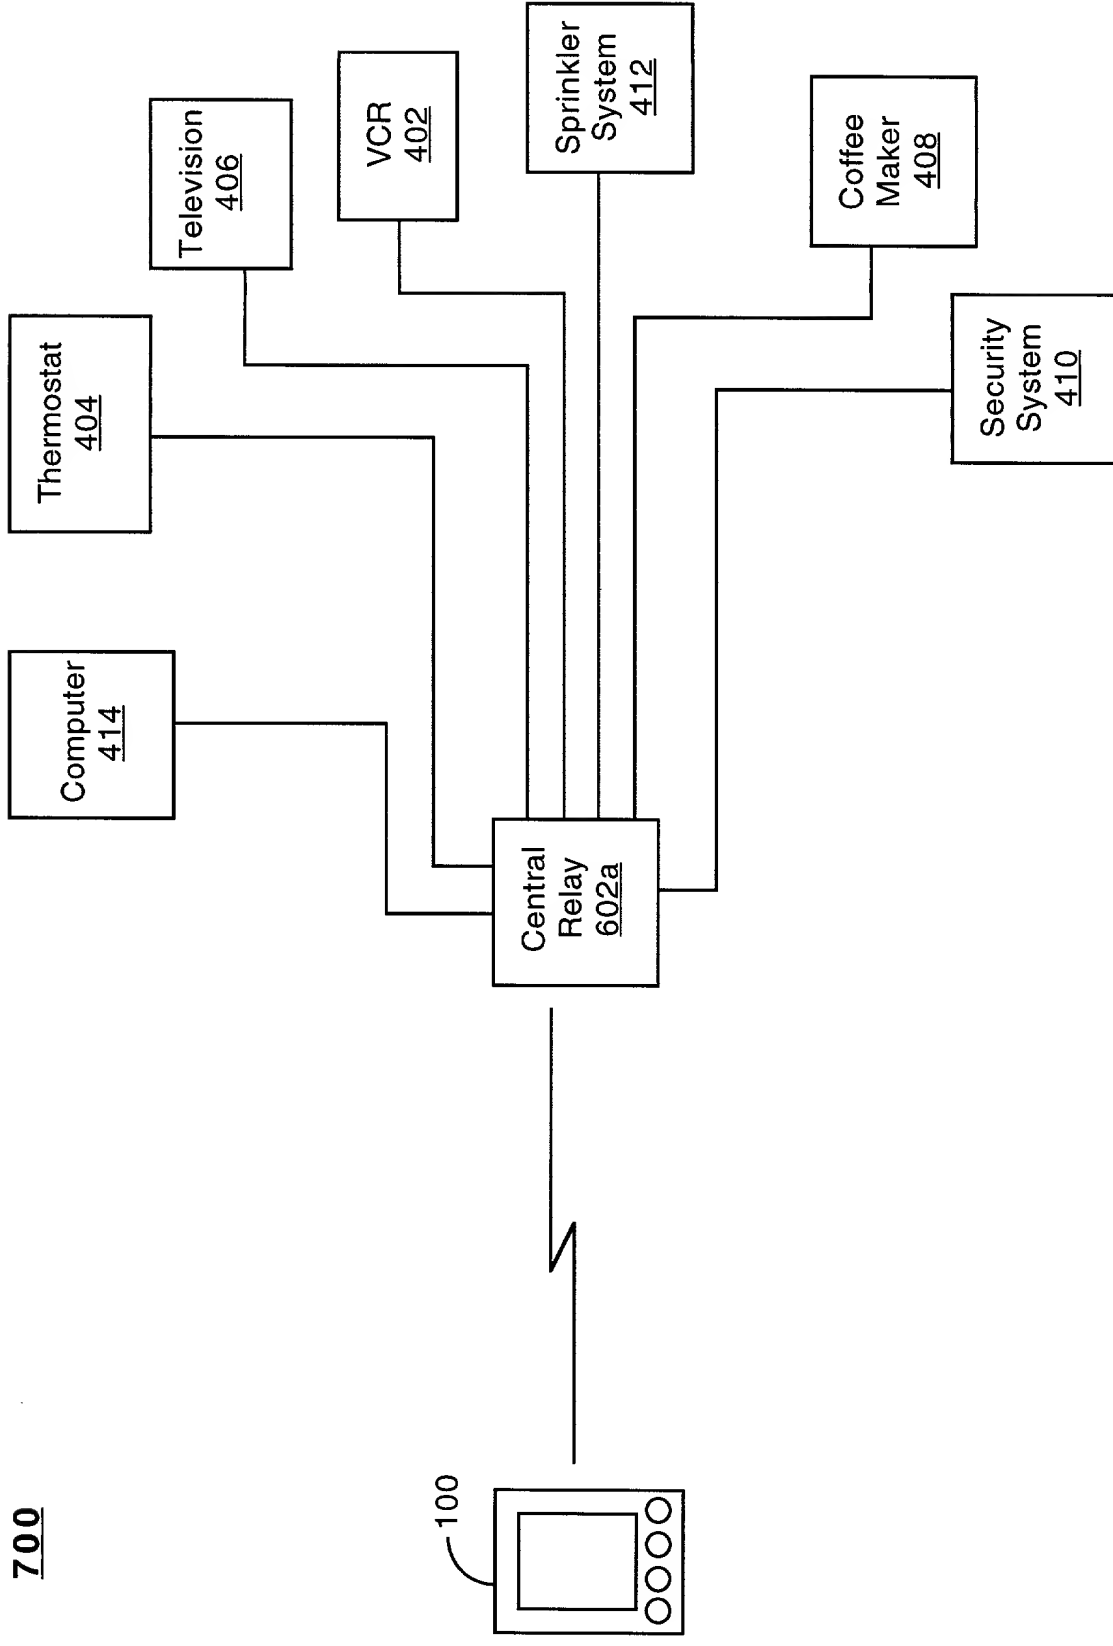 700
Computer
414
Thermostat
404
Television
406
VCR
402
Sprinkler
System
412
Coffee
Maker
408
Security
System
410
Central
Relay
602a
100